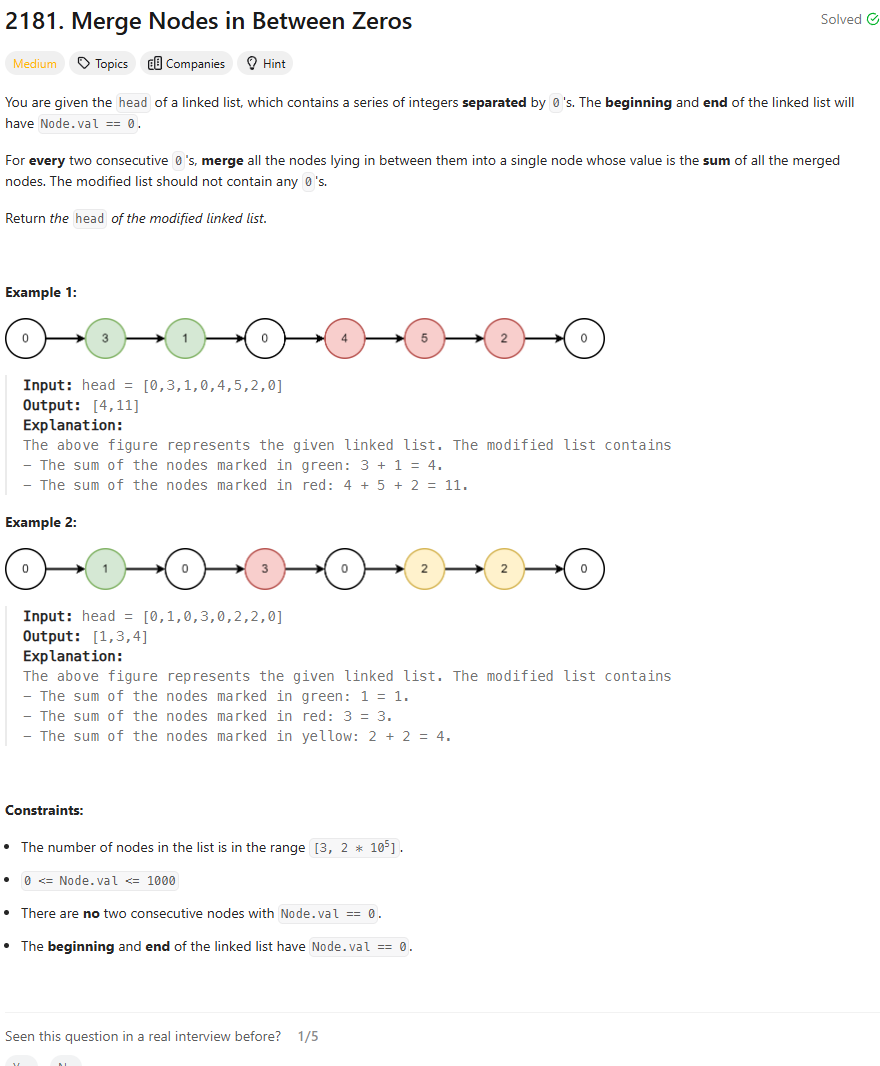 2181. Merge Nodes in Between Zeros
Solved
Medium Topics Companies Hint
You are given the head of a linked list, which contains a series of integers separated by 0's. The beginning and end of the linked list will
have Node.val == 0.
For every two consecutive 0's, merge all the nodes lying in between them into a single node whose value is the sum of all the merged
nodes. The modified list should not contain any 0's.
Return the head of the modified linked list.
Example 1:
0 3 1 0 4 5 2 0
Input: head = [0,3,1,0,4,5,2,0]
Output: [4,11]
Explanation:
The above figure represents the given linked list. The modified list contains
- The sum of the nodes marked in green: 3 + 1 = 4.
- The sum of the nodes marked in red: 4 + 5 + 2 = 11.
Example 2:
0 1 0 3 0 2 2 0
Input: head = [0,1,0,3,0,2,2,0]
Output: [1,3,4]
Explanation:
The above figure represents the given linked list. The modified list contains
- The sum of the nodes marked in green: 1 = 1.
- The sum of the nodes marked in red: 3 = 3.
- The sum of the nodes marked in yellow: 2 + 2 = 4.
Constraints:
• The number of nodes in the list is in the range [3, 2 * 10⁵].
• 0 <= Node.val <= 1000
• There are no two consecutive nodes with Node.val == 0.
• The beginning and end of the linked list have Node.val == 0.
Seen this question in a real interview before? 1/5